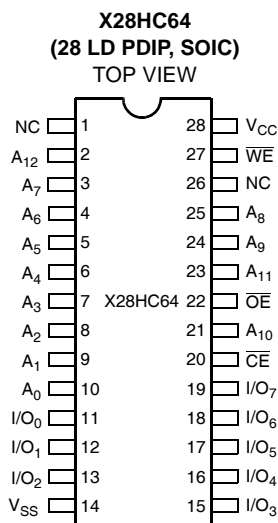 X28HC64
(28 LD PDIP, SOIC)
TOP VIEW
NC 1 28 VCC
A12 2 27 W̅E̅
A7 3 26 NC
A6 4 25 A8
A5 5 24 A9
A4 6 23 A11
A3 7 X28HC64 22 O̅E̅
A2 8 21 A10
A1 9 20 C̅E̅
A0 10 19 I/O7
I/O0 11 18 I/O6
I/O1 12 17 I/O5
I/O2 13 16 I/O4
VSS 14 15 I/O3